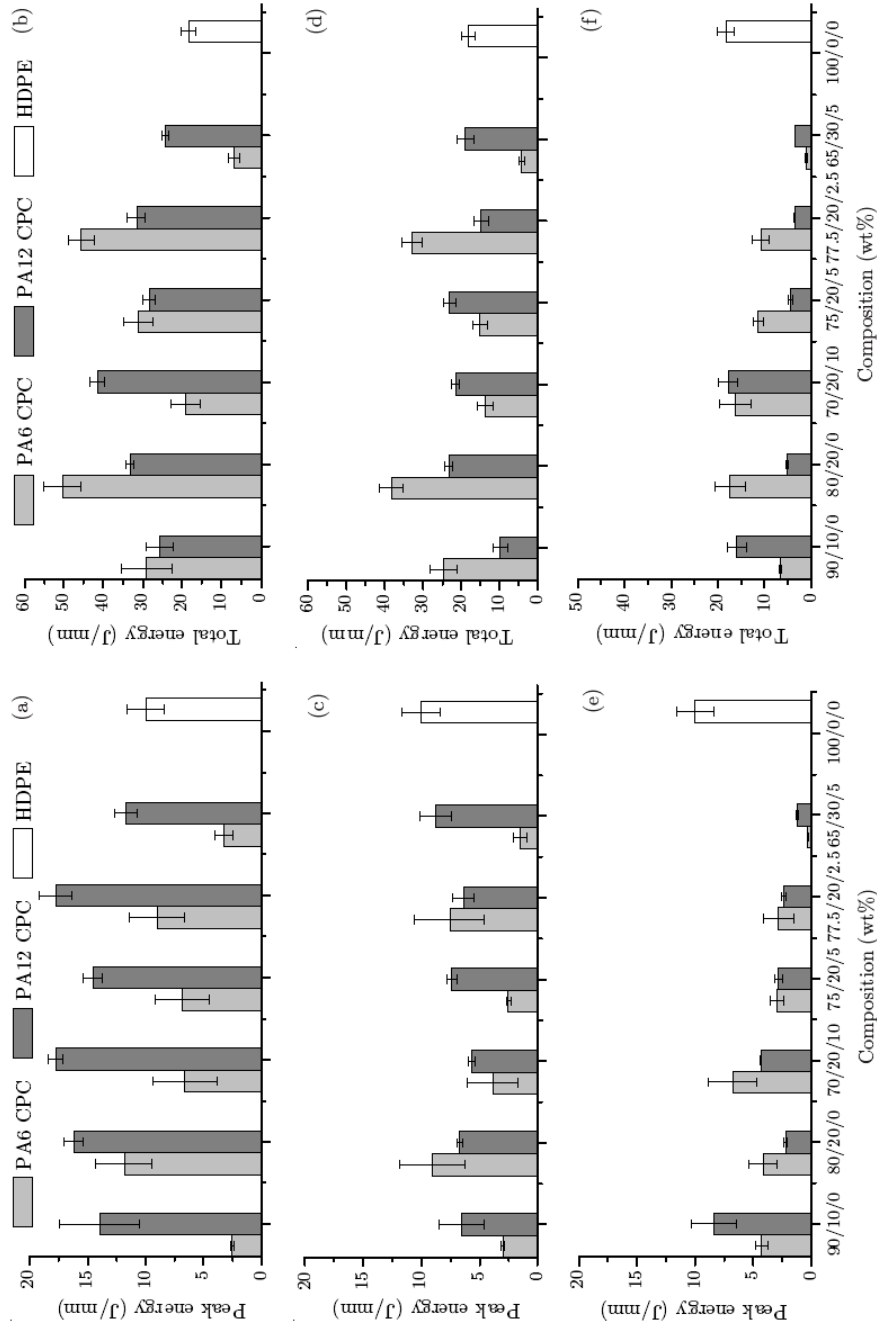 PA6 CPC PA12 CPC HDPE
(a)
20
15
10
5
0
Peak energy (J/mm)
PA6 CPC PA12 CPC HDPE
(b)
60
50
40
30
20
10
0
Total energy (J/mm)
(c)
20
15
10
5
0
Peak energy (J/mm)
(d)
60
50
40
30
20
10
0
Total energy (J/mm)
(e)
20
15
10
5
0
Peak energy (J/mm)
90/10/0 80/20/0 70/20/10 75/20/5 77.5/20/2.5 65/30/5 100/0/0
Composition (wt%)
(f)
50
40
30
20
10
0
Total energy (J/mm)
90/10/0 80/20/0 70/20/10 75/20/5 77.5/20/2.5 65/30/5 100/0/0
Composition (wt%)